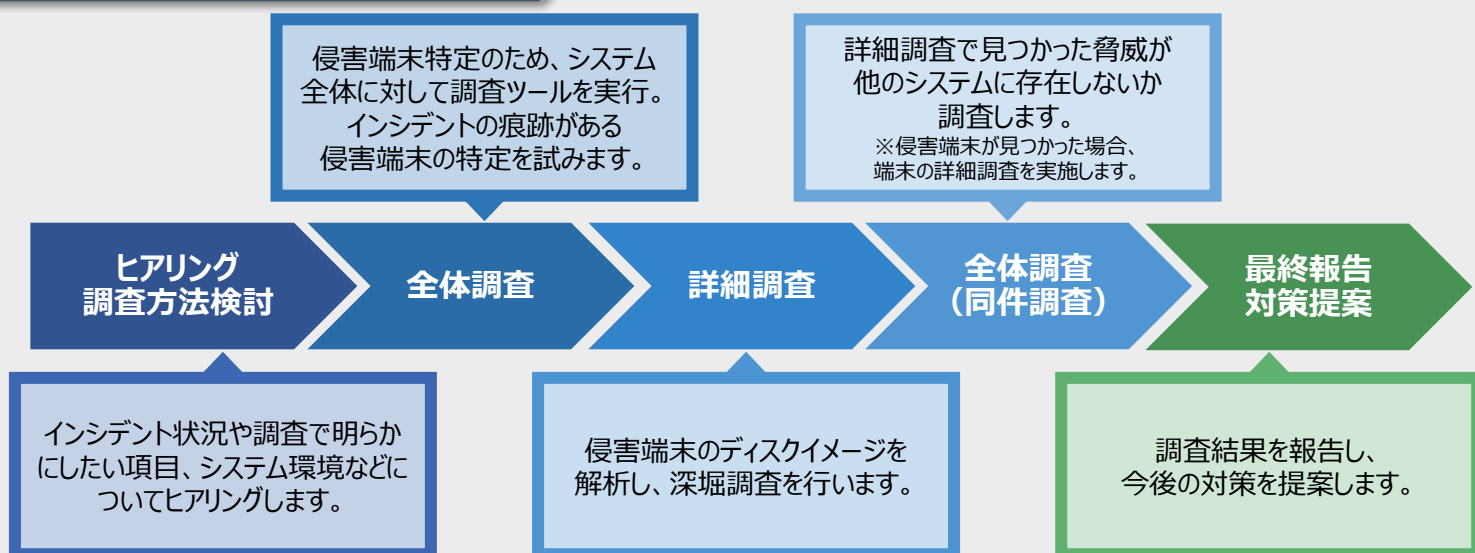 侵害端末特定のため、システム
全体に対して調査ツールを実行。
インシデントの痕跡がある
侵害端末の特定を試みます。
詳細調査で見つかった脅威が
他のシステムに存在しないか
調査します。
※侵害端末が見つかった場合、
端末の詳細調査を実施します。
ヒアリング
調査方法検討
全体調査
詳細調査
全体調査
（同件調査）
最終報告
対策提案
インシデント状況や調査で明らか
にしたい項目、システム環境などに
ついてヒアリングします。
侵害端末のディスクイメージを
解析し、深堀調査を行います。
調査結果を報告し、
今後の対策を提案します。